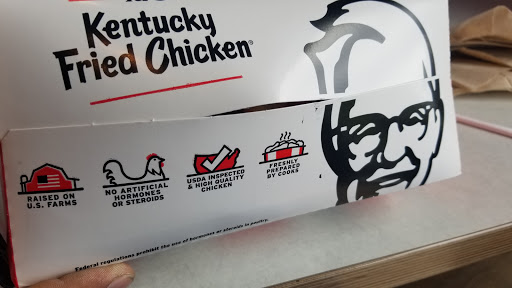 Kentucky
Fried Chicken®
RAISED ON
U.S. FARMS
NO ARTIFICIAL
HORMONES
OR STEROIDS
USDA INSPECTED
& HIGH QUALITY
CHICKEN
FRESHLY
PREPARED
BY COOKS
Federal regulations prohibit the use of hormones or steroids in poultry.